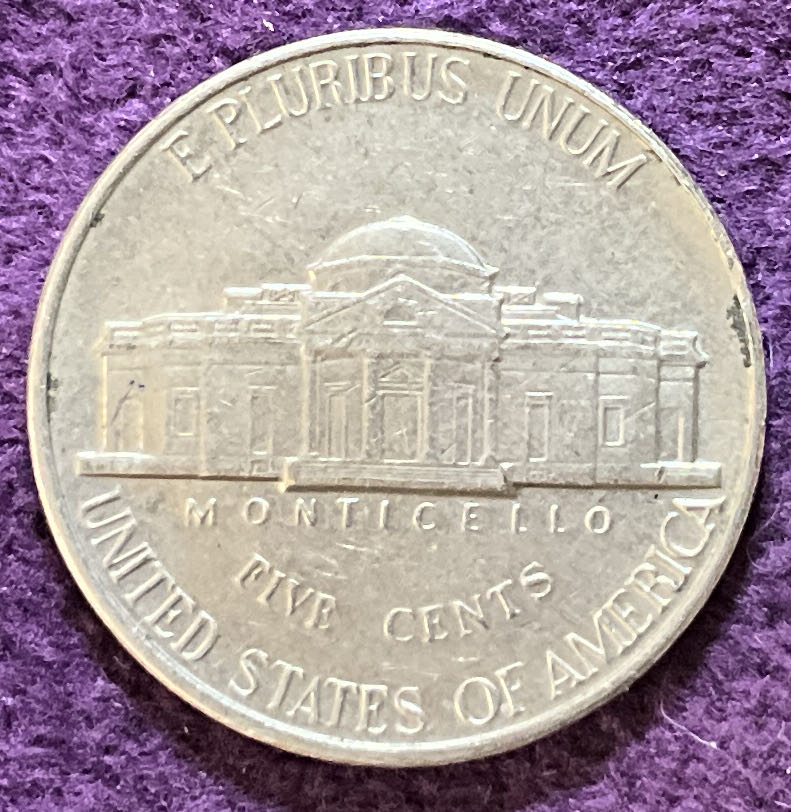 E PLURIBUS UNUM
MONTICELLO
FIVE CENTS
UNITED STATES OF AMERICA